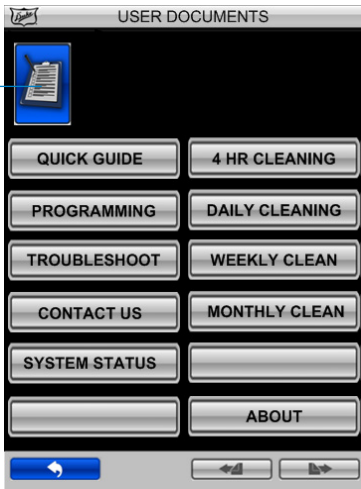 Duke
USER DOCUMENTS
QUICK GUIDE
4 HR CLEANING
PROGRAMMING
DAILY CLEANING
TROUBLESHOOT
WEEKLY CLEAN
CONTACT US
MONTHLY CLEAN
SYSTEM STATUS
ABOUT